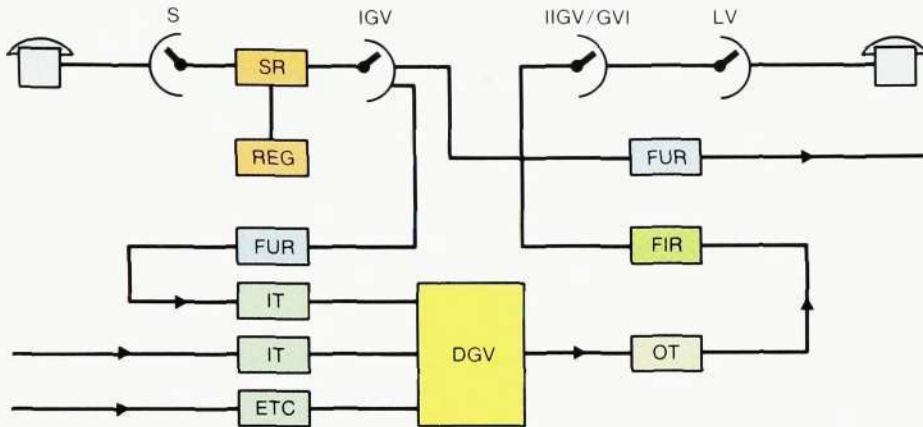 S
IGV
IIGV/GVI
LV
SR
REG
FUR
FUR
FIR
IT
IT
DGV
OT
ETC